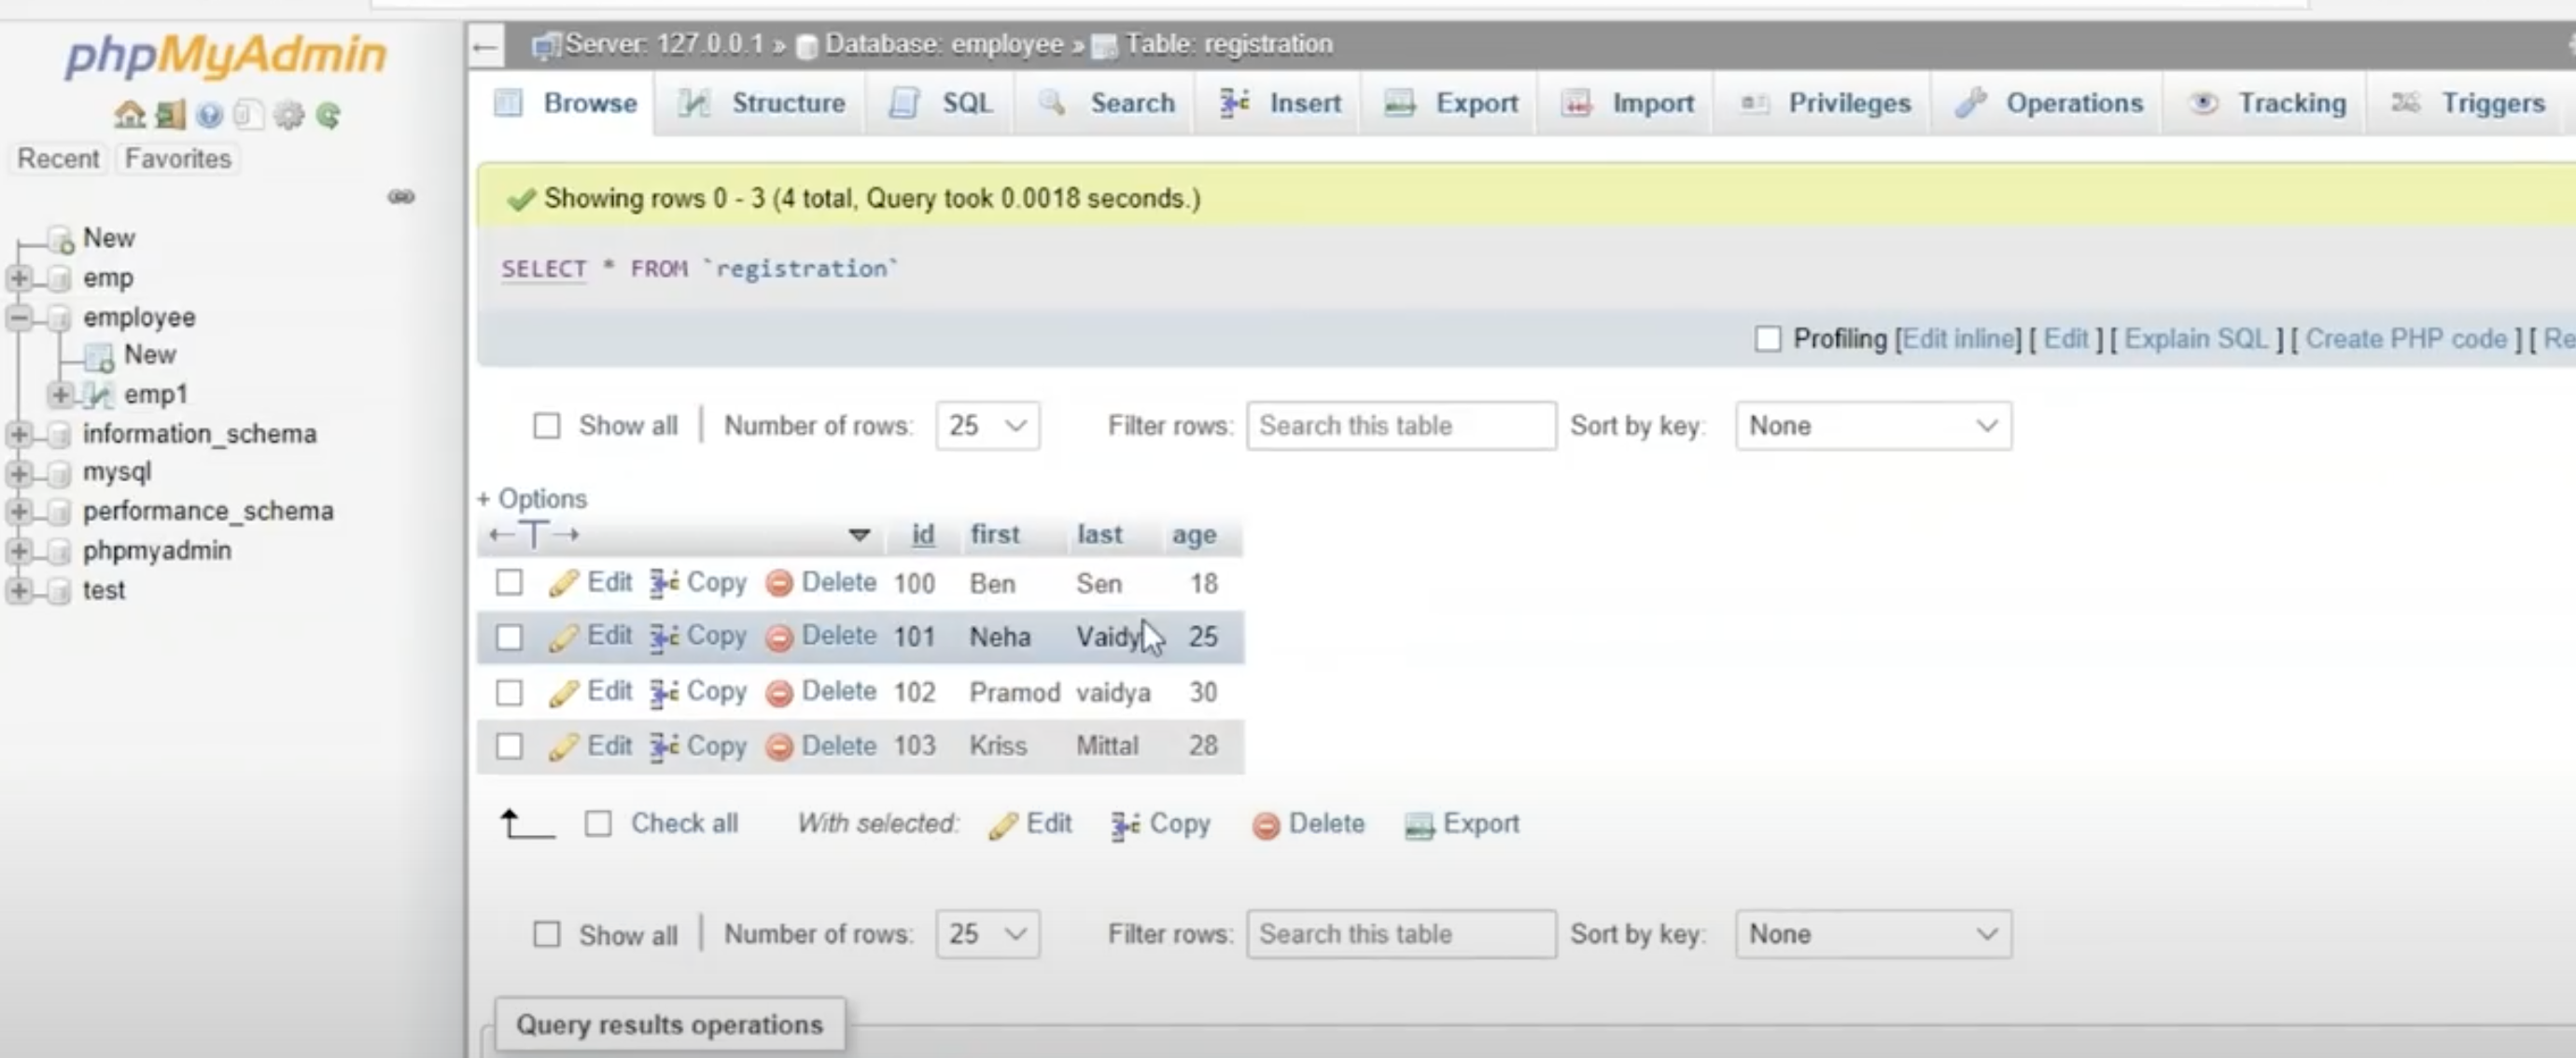 phpMyAdmin
Recent Favorites
New
emp
employee
New
emp1
information_schema
mysql
performance_schema
phpmyadmin
test
← Server: 127.0.0.1 » Database: employee » Table: registration
Browse Structure SQL Search Insert Export Import Privileges Operations Tracking Triggers
Showing rows 0 - 3 (4 total, Query took 0.0018 seconds.)
SELECT * FROM `registration`
Profiling [Edit inline] [ Edit ] [ Explain SQL ] [ Create PHP code ] [ Re
Show all | Number of rows: 25 Filter rows: Search this table Sort by key: None
+ Options
←T→ id first last age
Edit Copy Delete 100 Ben Sen 18
Edit Copy Delete 101 Neha Vaidy 25
Edit Copy Delete 102 Pramod vaidya 30
Edit Copy Delete 103 Kriss Mittal 28
Check all With selected: Edit Copy Delete Export
Show all | Number of rows: 25 Filter rows: Search this table Sort by key: None
Query results operations